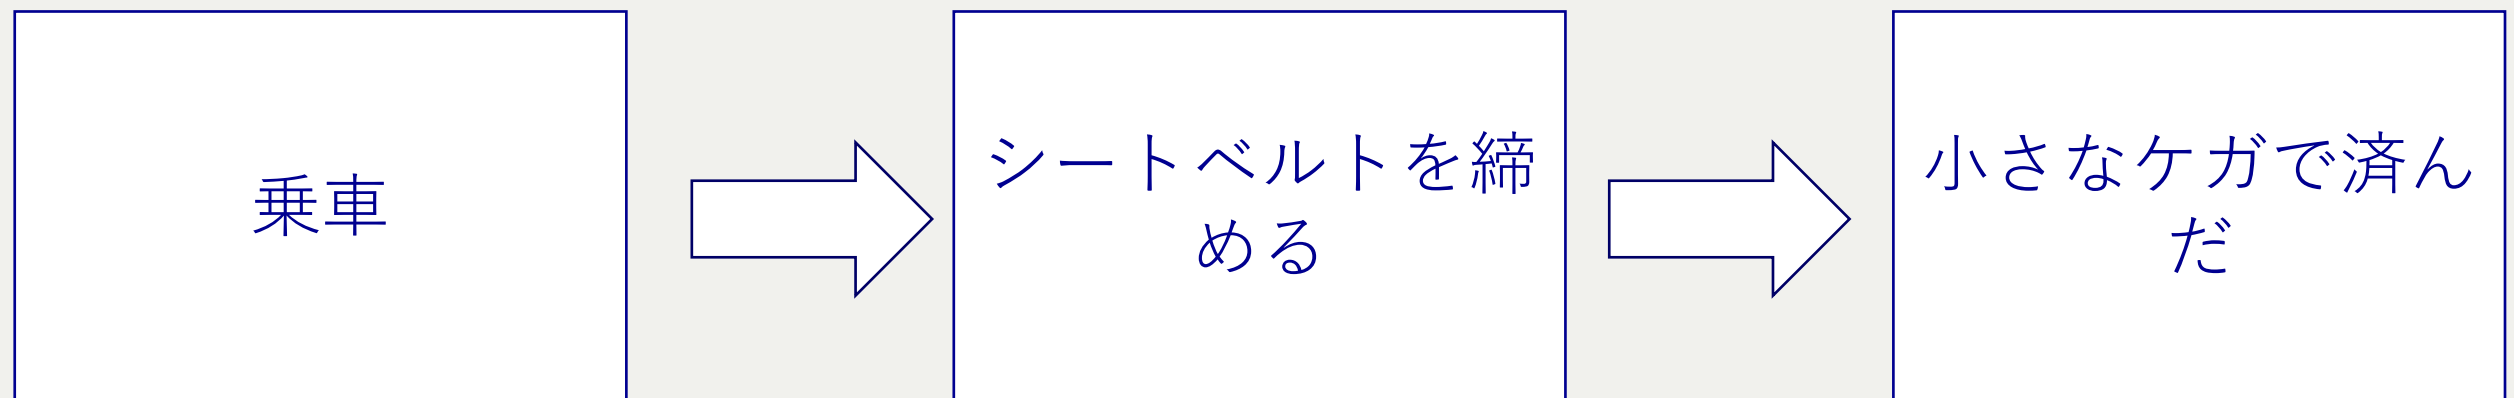 乗車
シートベルトを締
める
小さなケガで済ん
だ